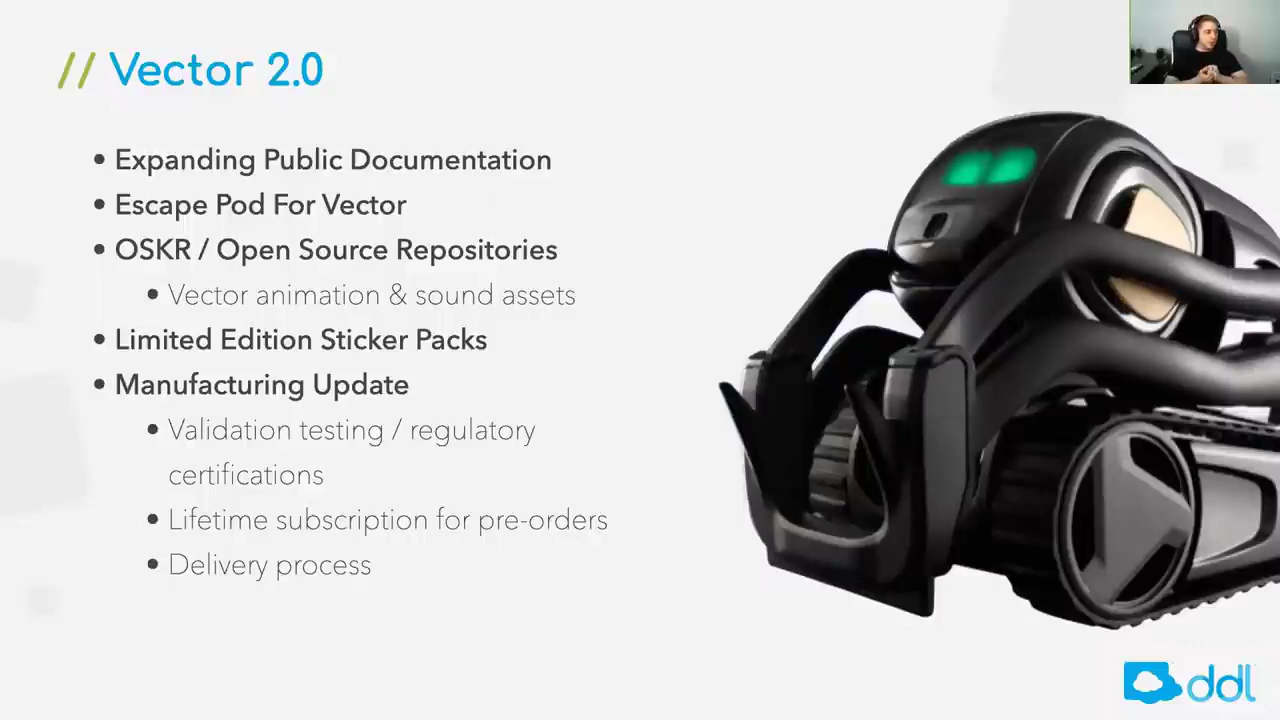 // Vector 2.0
• Expanding Public Documentation
• Escape Pod For Vector
• OSKR / Open Source Repositories
• Vector animation & sound assets
• Limited Edition Sticker Packs
• Manufacturing Update
• Validation testing / regulatory
certifications
• Lifetime subscription for pre-orders
• Delivery process
ddl